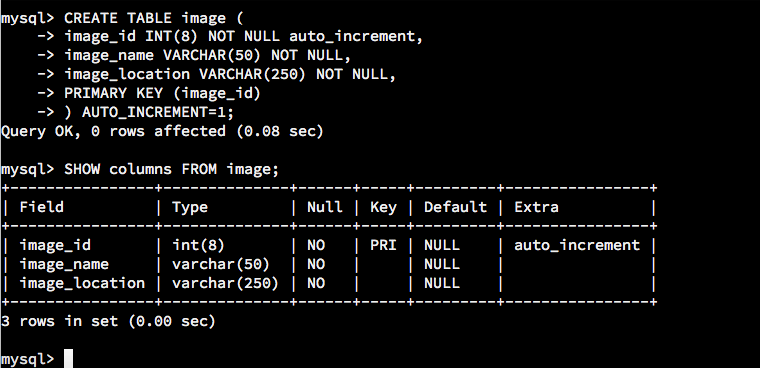 mysql> CREATE TABLE image (
    -> image_id INT(8) NOT NULL auto_increment,
    -> image_name VARCHAR(50) NOT NULL,
    -> image_location VARCHAR(250) NOT NULL,
    -> PRIMARY KEY (image_id)
    -> ) AUTO_INCREMENT=1;
Query OK, 0 rows affected (0.08 sec)

mysql> SHOW columns FROM image;
+----------------+--------------+------+-----+---------+----------------+
| Field          | Type         | Null | Key | Default | Extra          |
+----------------+--------------+------+-----+---------+----------------+
| image_id       | int(8)       | NO   | PRI | NULL    | auto_increment |
| image_name     | varchar(50)  | NO   |     | NULL    |                |
| image_location | varchar(250) | NO   |     | NULL    |                |
+----------------+--------------+------+-----+---------+----------------+
3 rows in set (0.00 sec)

mysql>